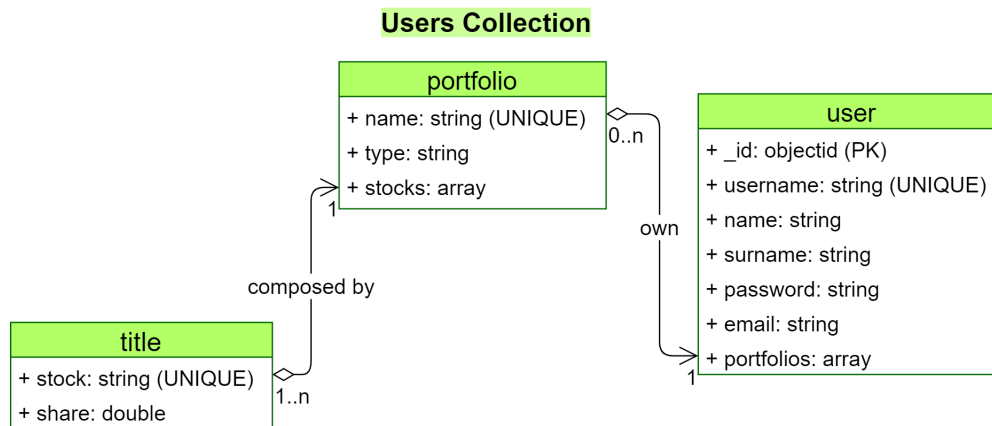 Users Collection
portfolio
+ name: string (UNIQUE)
+ type: string
+ stocks: array
0..n
1
own
user
+ _id: objectid (PK)
+ username: string (UNIQUE)
+ name: string
+ surname: string
+ password: string
+ email: string
+ portfolios: array
1
composed by
title
+ stock: string (UNIQUE)
+ share: double
1..n